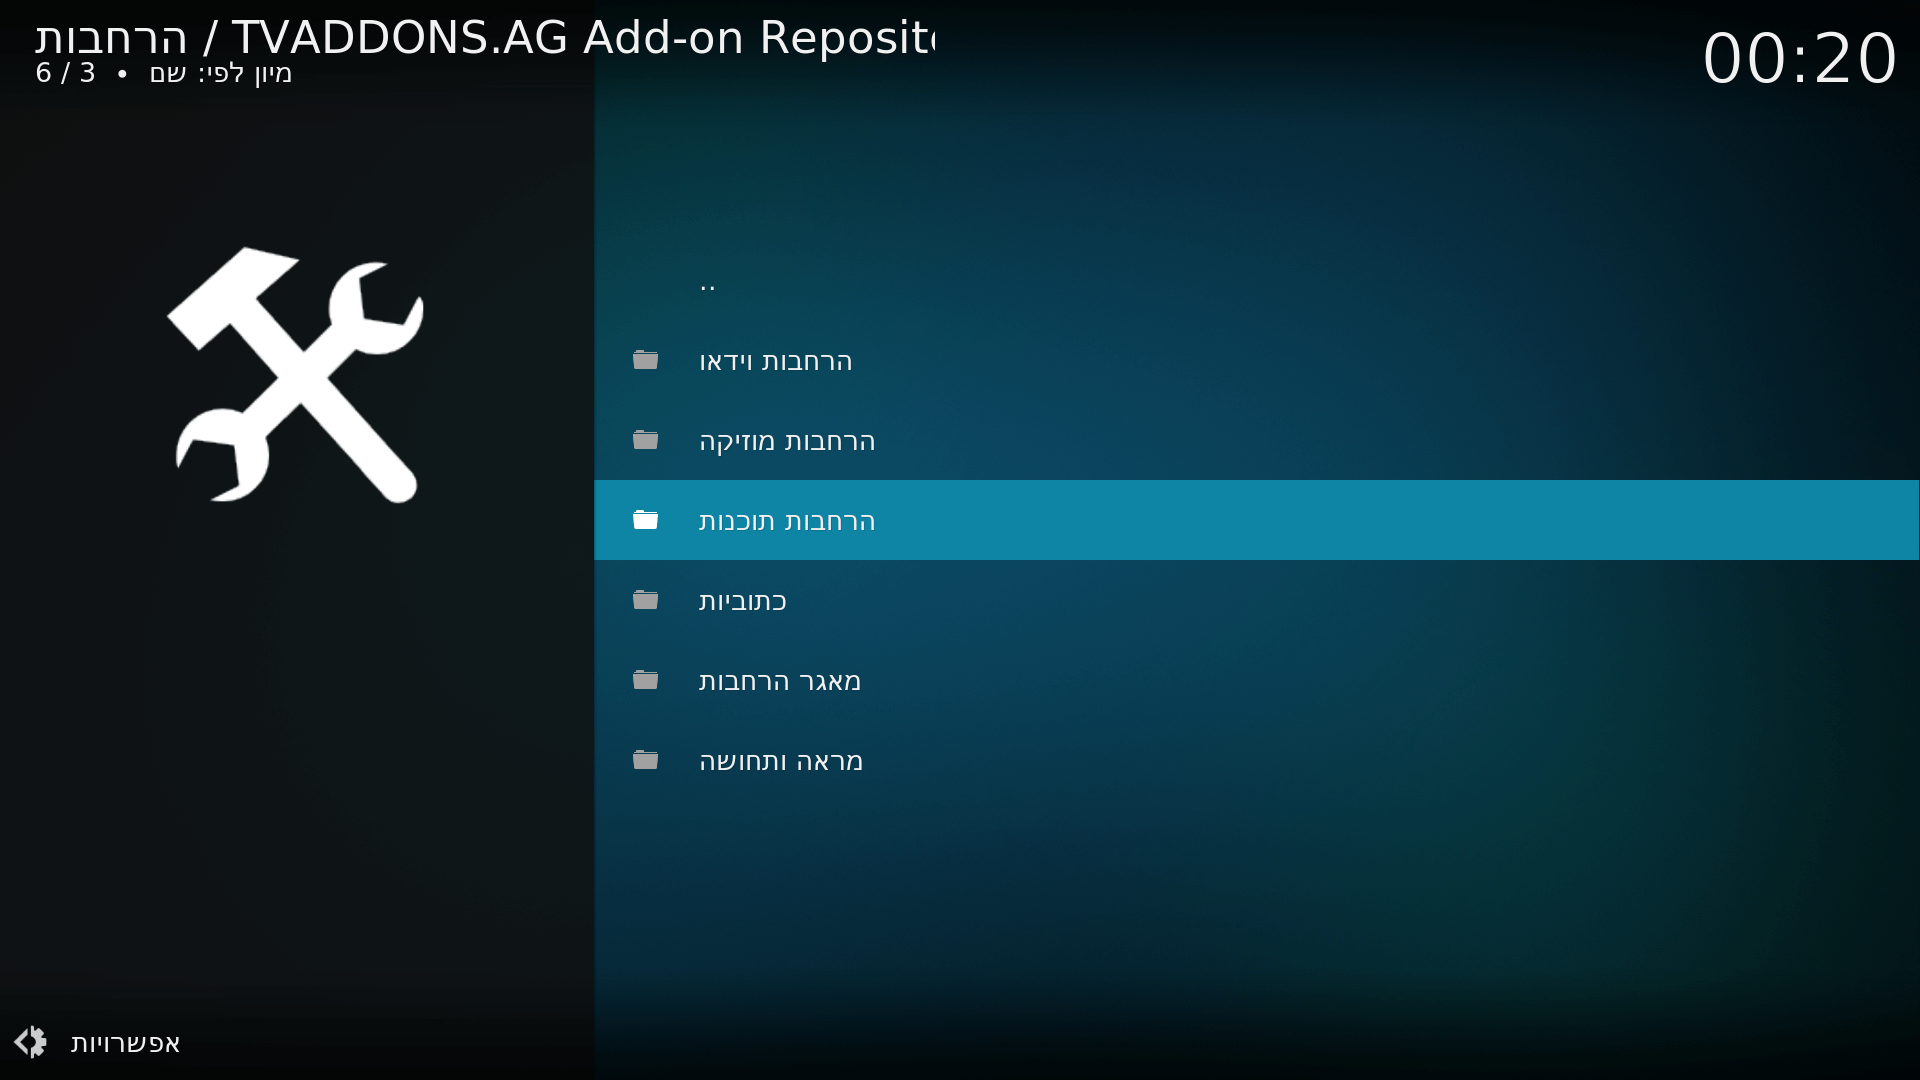 הרחבות / TVADDONS.AG Add-on Reposit
מיון לפי: שם • 3 / 6
00:20
..
הרחבות וידאו
הרחבות מוזיקה
הרחבות תוכנות
כתוביות
מאגר הרחבות
מראה ותחושה
אפשרויות